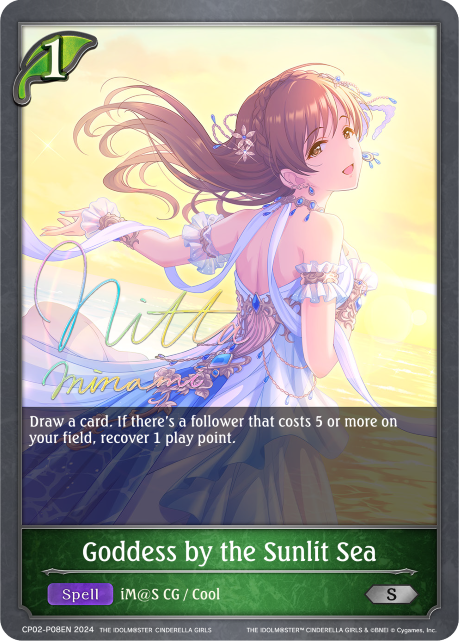 1
Nitta
minami
Draw a card. If there's a follower that costs 5 or more on
your field, recover 1 play point.
Goddess by the Sunlit Sea
Spell iM@S CG / Cool S
CP02-P08EN 2024 THE IDOLM@STER CINDERELLA GIRLS THE IDOLM@STER™ CINDERELLA GIRLS & ©BNEI © Cygames, Inc.